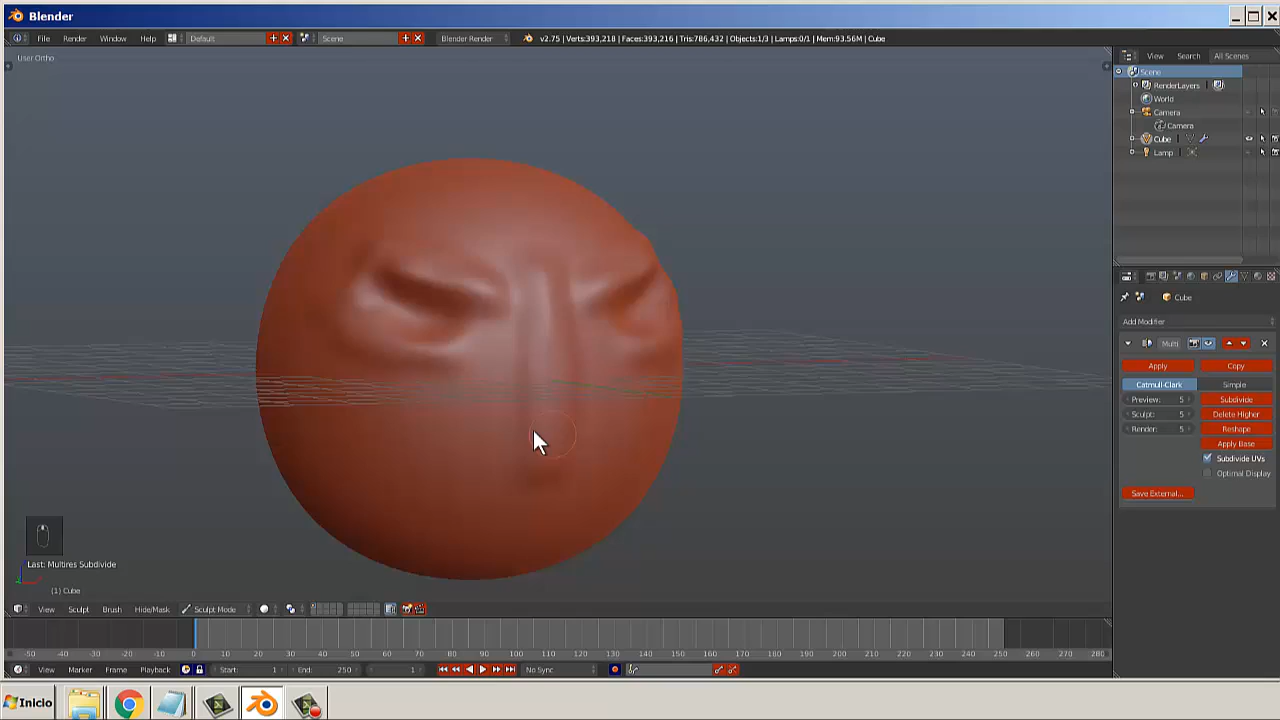 Blender
File Render Window Help Default Scene Blender Render v2.75 | Verts:393,218 | Faces:393,216 | Tris:786,432 | Objects:1/3 | Lamps:0/1 | Mem:93.56M | Cube
User Ortho
View Search All Scenes
Scene
RenderLayers
World
Camera
Camera
Cube
Lamp
Cube
Add Modifier
Multi
Apply Copy
Catmull-Clark Simple
Preview: 5 Subdivide
Sculpt: 5 Delete Higher
Render: 5 Reshape
Apply Base
Subdivide UVs
Optimal Display
Save External...
Last: Multires Subdivide
(1) Cube
View Sculpt Brush Hide/Mask Sculpt Mode
-50 -40 -30 -20 -10 0 10 20 30 40 50 60 70 80 90 100 110 120 130 140 150 160 170 180 190 200 210 220 230 240 250 260 270 280
View Marker Frame Playback Start: 1 End: 250 1 No Sync
Inicio